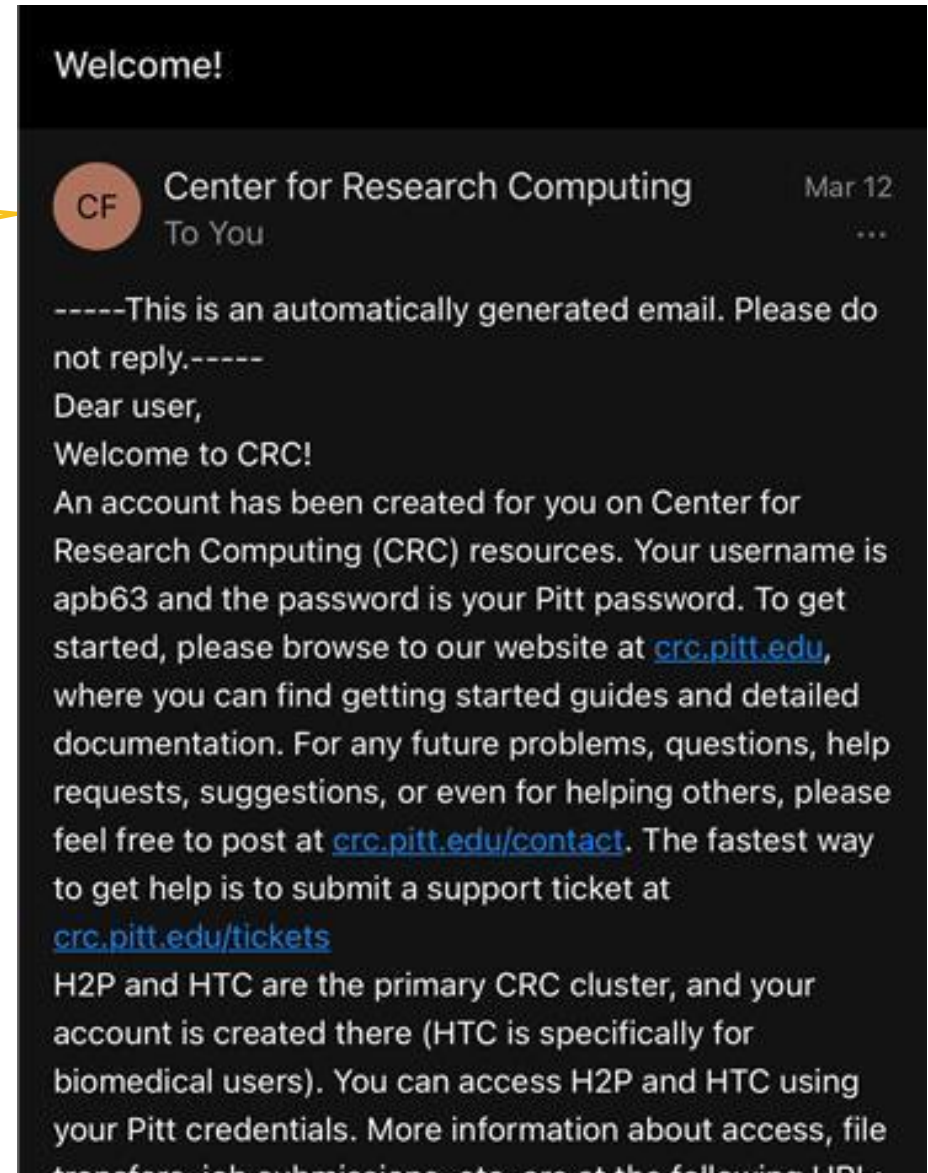 Welcome!
CF
Center for Research Computing
Mar 12
To You
...
-----This is an automatically generated email. Please do
not reply.-----
Dear user,
Welcome to CRC!
An account has been created for you on Center for
Research Computing (CRC) resources. Your username is
apb63 and the password is your Pitt password. To get
started, please browse to our website at crc.pitt.edu,
where you can find getting started guides and detailed
documentation. For any future problems, questions, help
requests, suggestions, or even for helping others, please
feel free to post at crc.pitt.edu/contact. The fastest way
to get help is to submit a support ticket at
crc.pitt.edu/tickets
H2P and HTC are the primary CRC cluster, and your
account is created there (HTC is specifically for
biomedical users). You can access H2P and HTC using
your Pitt credentials. More information about access, file